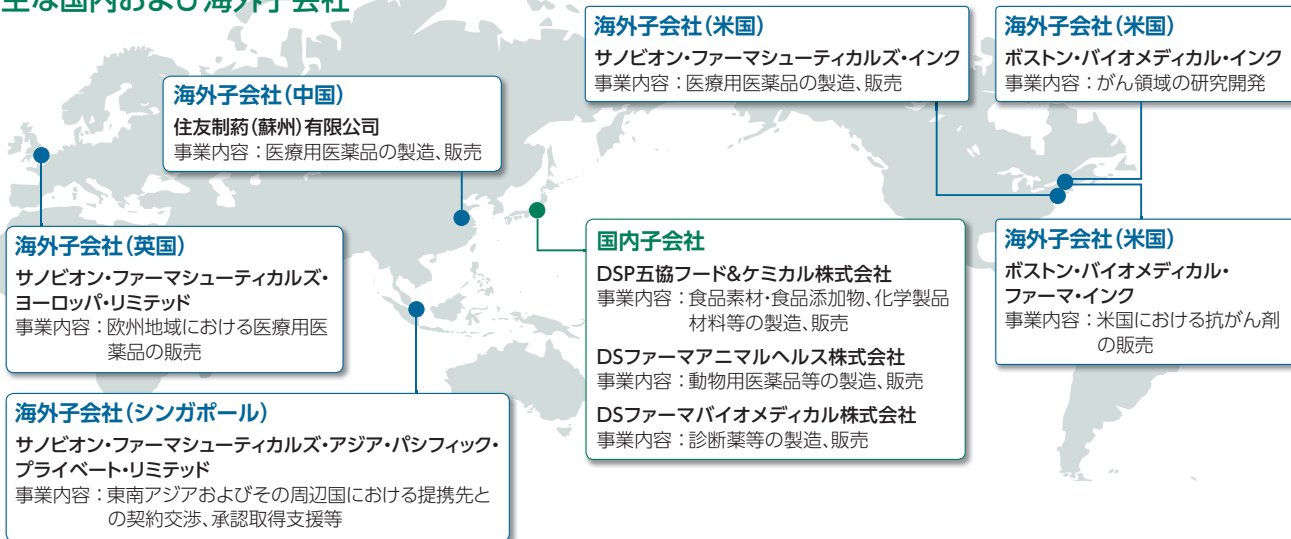 主な国内および海外子会社
海外子会社(米国)
サノビオン・ファーマシューティカルズ・インク
事業内容：医療用医薬品の製造、販売
海外子会社(米国)
ボストン・バイオメディカル・インク
事業内容：がん領域の研究開発
海外子会社(中国)
住友制葯(蘇州)有限公司
事業内容：医療用医薬品の製造、販売
海外子会社(英国)
サノビオン・ファーマシューティカルズ・
ヨーロッパ・リミテッド
事業内容：欧州地域における医療用医
薬品の販売
国内子会社
DSP五協フード&ケミカル株式会社
事業内容：食品素材・食品添加物、化学製品
材料等の製造、販売
DSファーマアニマルヘルス株式会社
事業内容：動物用医薬品等の製造、販売
DSファーマバイオメディカル株式会社
事業内容：診断薬等の製造、販売
海外子会社(米国)
ボストン・バイオメディカル・
ファーマ・インク
事業内容：米国における抗がん剤
の販売
海外子会社(シンガポール)
サノビオン・ファーマシューティカルズ・アジア・パシフィック・
プライベート・リミテッド
事業内容：東南アジアおよびその周辺国における提携先と
の契約交渉、承認取得支援等